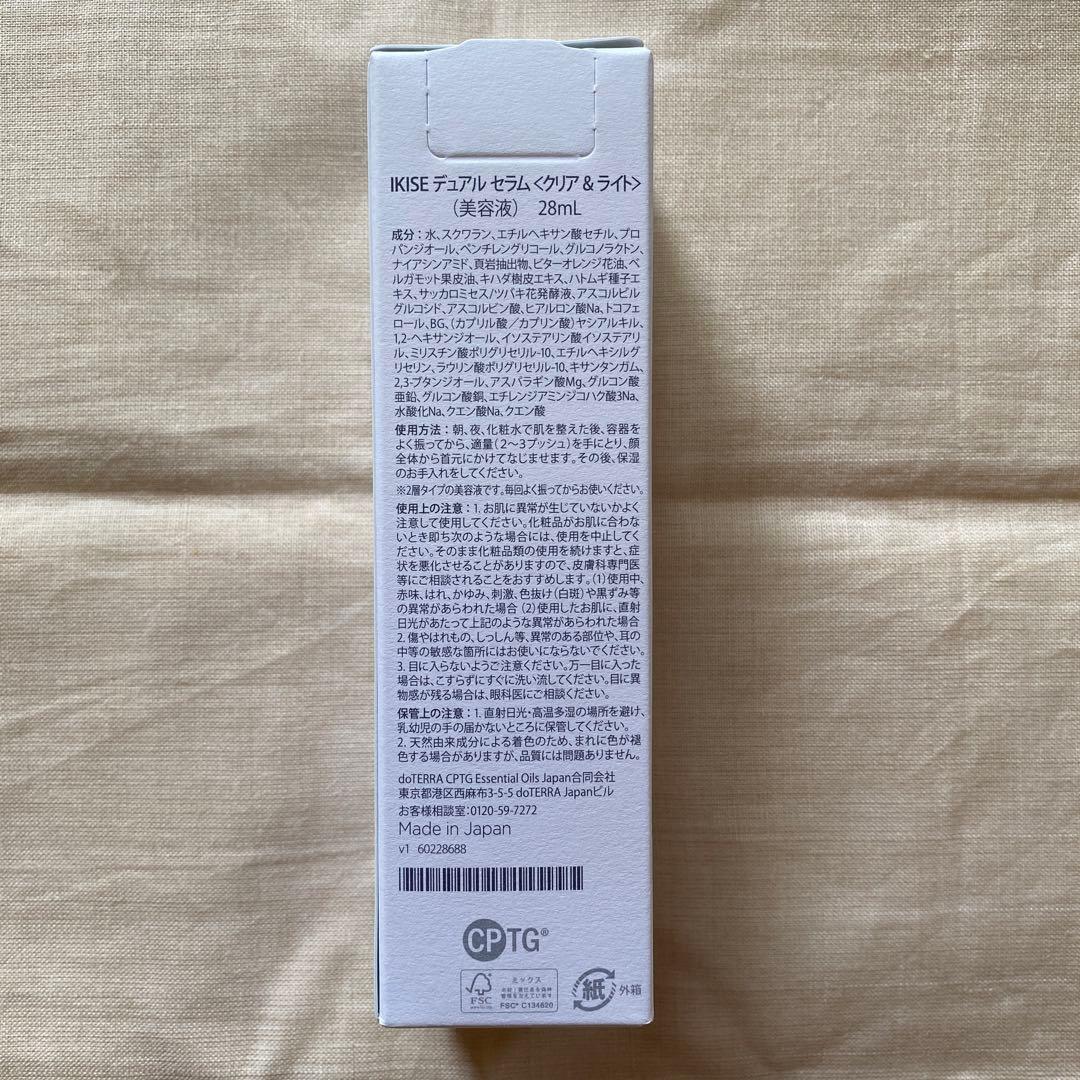 IKISE デュアル セラム〈クリア & ライト〉
（美容液） 28mL
成分：水、スクワラン、エチルヘキサン酸セチル、プロ
パンジオール、ペンチレングリコール、グルコノラクトン、
ナイアシンアミド、頁岩抽出物、ビターオレンジ花油、ベ
ルガモット果皮油、キハダ樹皮エキス、ハトムギ種子エ
キス、サッカロミセス/ツバキ花発酵液、アスコルビル
グルコシド、アスコルビン酸、ヒアルロン酸Na、トコフェ
ロール、BG、（カプリル酸／カプリン酸）ヤシアルキル、
1,2-ヘキサンジオール、イソステアリン酸イソステアリ
ル、ミリスチン酸ポリグリセリル-10、エチルヘキシルグ
リセリン、ラウリン酸ポリグリセリル-10、キサンタンガム、
2,3-ブタンジオール、アスパラギン酸Mg、グルコン酸
亜鉛、グルコン酸銅、エチレンジアミンジコハク酸3Na、
水酸化Na、クエン酸Na、クエン酸
使用方法：朝、夜、化粧水で肌を整えた後、容器を
よく振ってから、適量（2〜3プッシュ）を手にとり、顔
全体から首元にかけてなじませます。その後、保湿
のお手入れをしてください。
※2層タイプの美容液です。毎回よく振ってからお使いください。
使用上の注意：1. お肌に異常が生じていないかよく
注意して使用してください。化粧品がお肌に合わな
いとき即ち次のような場合には、使用を中止してく
ださい。そのまま化粧品類の使用を続けますと、症
状を悪化させることがありますので、皮膚科専門医
等にご相談されることをおすすめします。（1）使用中、
赤味、はれ、かゆみ、刺激、色抜け（白斑）や黒ずみ等
の異常があらわれた場合（2）使用したお肌に、直射
日光があたって上記のような異常があらわれた場合
2. 傷やはれもの、しっしん等、異常のある部位や、耳の
中等の敏感な箇所にはお使いにならないでください。
3. 目に入らないようご注意ください。万一目に入った
場合は、こすらずにすぐに洗い流してください。目に異
物感が残る場合は、眼科医にご相談ください。
保管上の注意：1. 直射日光・高温多湿の場所を避け、
乳幼児の手の届かないところに保管してください。
2. 天然由来成分による着色のため、まれに色が褪
色する場合がありますが、品質には問題ありません。
doTERRA CPTG Essential Oils Japan合同会社
東京都港区西麻布3-5-5 doTERRA Japanビル
お客様相談室：0120-59-7272
Made in Japan
v1 60228688
CPTG®
FSC
ミックス
木材｜責任ある森林
管理を支えています
FSC® C134620
紙 外箱